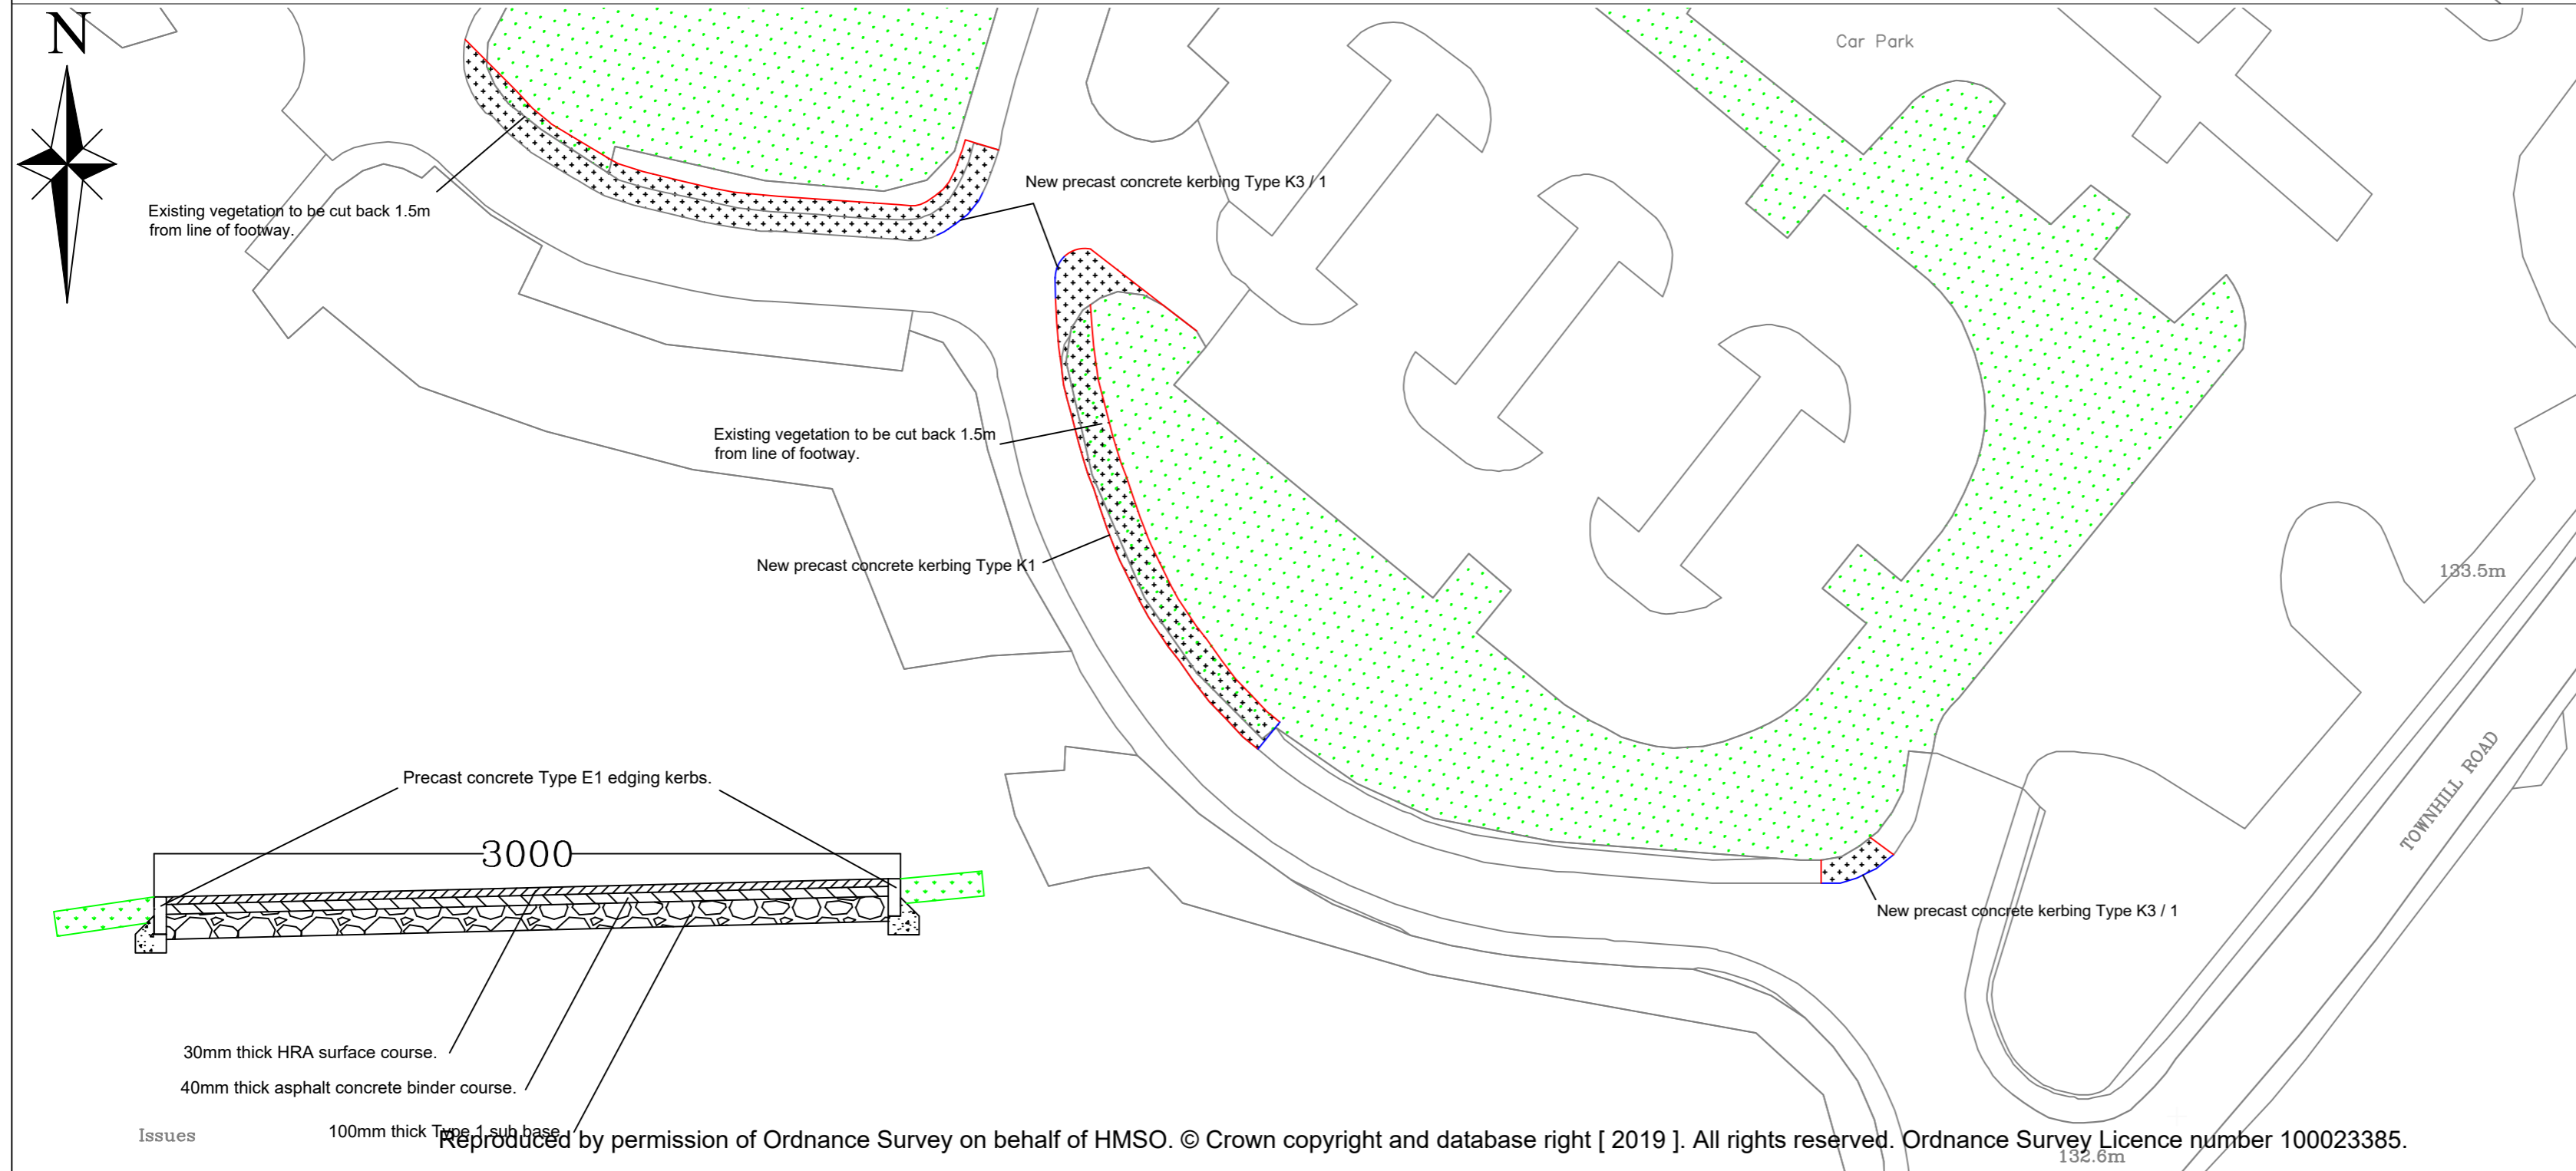 N
Car Park
New precast concrete kerbing Type K3 / 1
Existing vegetation to be cut back 1.5m
from line of footway.
Existing vegetation to be cut back 1.5m
from line of footway.
New precast concrete kerbing Type K1
133.5m
TOWNHILL ROAD
Precast concrete Type E1 edging kerbs.
3000
New precast concrete kerbing Type K3 / 1
30mm thick HRA surface course.
40mm thick asphalt concrete binder course.
100mm thick Type 1 sub base.
Issues
Reproduced by permission of Ordnance Survey on behalf of HMSO. © Crown copyright and database right [ 2019 ]. All rights reserved. Ordnance Survey Licence number 100023385.
132.6m